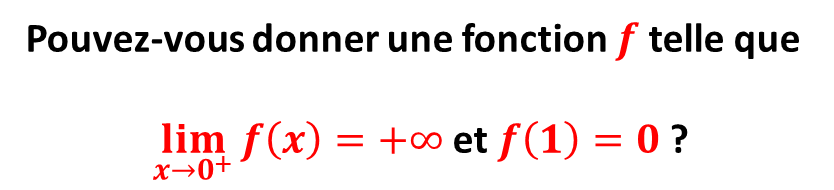 Pouvez-vous donner une fonction f telle que
lim f(x) = +∞ et f(1) = 0 ?
x→0⁺